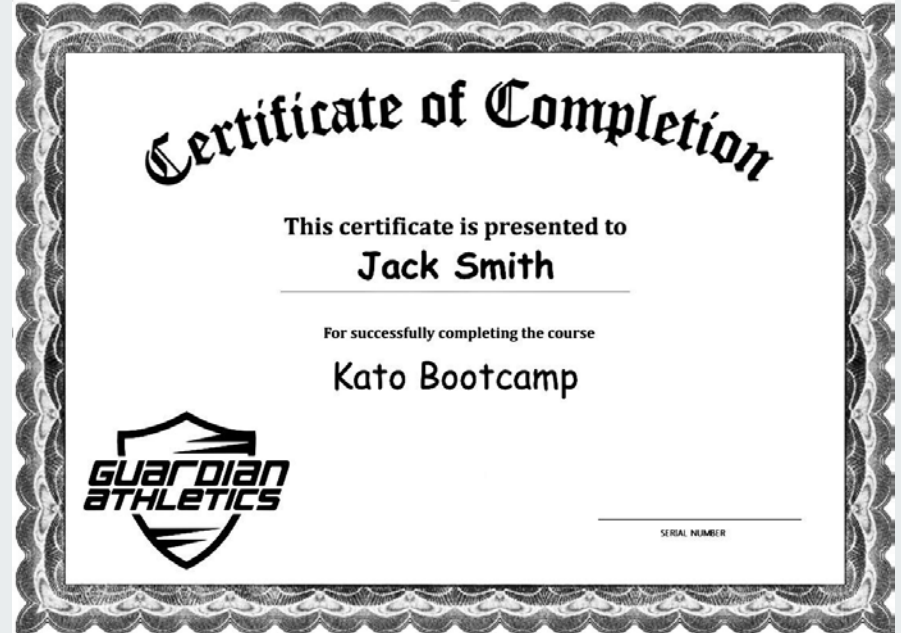 Certificate of Completion
This certificate is presented to
Jack Smith
For successfully completing the course
Kato Bootcamp
GUARDIAN
ATHLETICS
SERIAL NUMBER